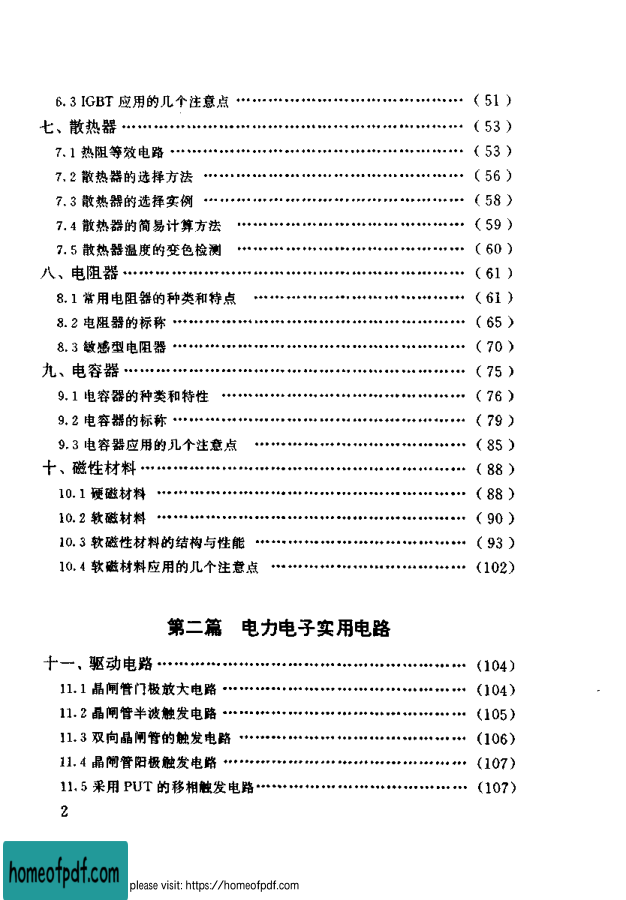 6.3 IGBT 应用的几个注意点 ……………………………… (51)
七、散热器 ……………………………… (53)
7.1 热阻等效电路 ……………………………… (53)
7.2 散热器的选择方法 ……………………………… (56)
7.3 散热器的选择实例 ……………………………… (58)
7.4 散热器的简易计算方法 ……………………………… (59)
7.5 散热器温度的变色检测 ……………………………… (60)
八、电阻器 ……………………………… (61)
8.1 常用电阻器的种类和特点 ……………………………… (61)
8.2 电阻器的标称 ……………………………… (65)
8.3 敏感型电阻器 ……………………………… (70)
九、电容器 ……………………………… (75)
9.1 电容器的种类和特性 ……………………………… (76)
9.2 电容器的标称 ……………………………… (79)
9.3 电容器应用的几个注意点 ……………………………… (85)
十、磁性材料 ……………………………… (88)
10.1 硬磁材料 ……………………………… (88)
10.2 软磁材料 ……………………………… (90)
10.3 软磁性材料的结构与性能 ……………………………… (93)
10.4 软磁材料应用的几个注意点 ……………………………… (102)
第二篇 电力电子实用电路
十一、驱动电路 ……………………………… (104)
11.1 晶闸管门极放大电路 ……………………………… (104)
11.2 晶闸管半波触发电路 ……………………………… (105)
11.3 双向晶闸管的触发电路 ……………………………… (106)
11.4 晶闸管阳极触发电路 ……………………………… (107)
11.5 采用 PUT 的移相触发电路 ……………………………… (107)
2
homeofpdf.com
please visit: https://homeofpdf.com